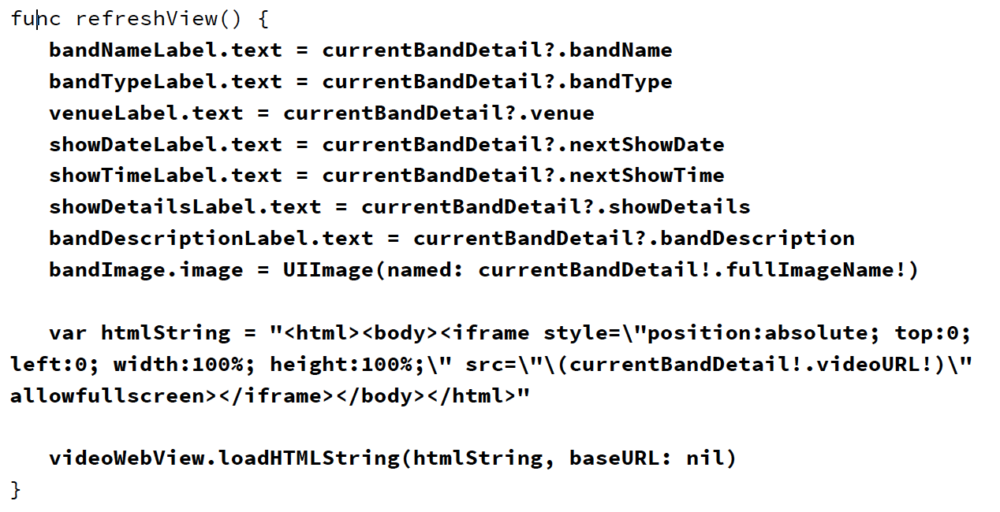 func refreshView() {
bandNameLabel.text = currentBandDetail?.bandName
bandTypeLabel.text = currentBandDetail?.bandType
venueLabel.text = currentBandDetail?.venue
showDateLabel.text = currentBandDetail?.nextShowDate
showTimeLabel.text = currentBandDetail?.nextShowTime
showDetailsLabel.text = currentBandDetail?.showDetails
bandDescriptionLabel.text = currentBandDetail?.bandDescription
bandImage.image = UIImage(named: currentBandDetail!.fullImageName!)
var htmlString = "<html><body><iframe style=\"position:absolute; top:0;
left:0; width:100%; height:100%;\" src=\"\(currentBandDetail!.videoURL!)\"
allowfullscreen></iframe></body></html>"
videoWebView.loadHTMLString(htmlString, baseURL: nil)
}